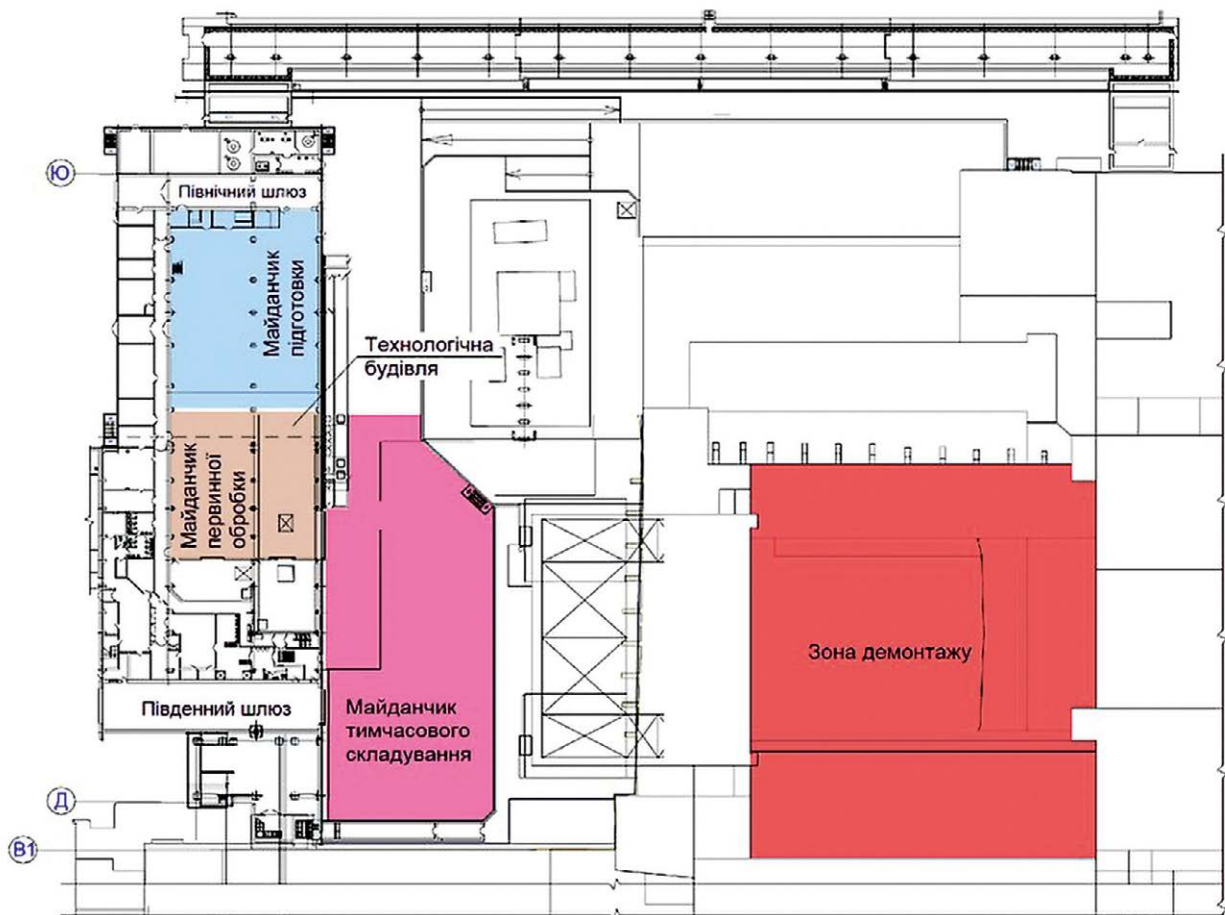 Ю
Північний шлюз
Майданчик
підготовки
Технологічна
будівля
Майданчик
первинної
обробки
Зона демонтажу
Південний шлюз
Майданчик
тимчасового
складування
Д
В1